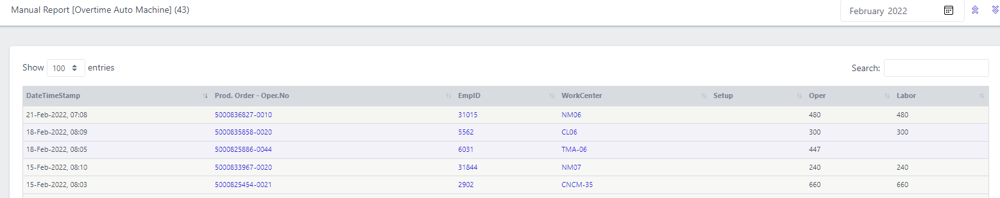 Manual Report [Overtime Auto Machine] (43) February 2022
Show 100 entries Search:
DateTimeStamp Prod. Order - Oper.No EmpID WorkCenter Setup Oper Labor
21-Feb-2022, 07:08 5000836827-0010 31015 NM06 480 480
18-Feb-2022, 08:09 5000835858-0020 5562 CL06 300 300
18-Feb-2022, 08:05 5000825886-0044 6031 TMA-06 447
15-Feb-2022, 08:10 5000833967-0020 31844 NM07 240 240
15-Feb-2022, 08:03 5000825454-0021 2902 CNCM-35 660 660